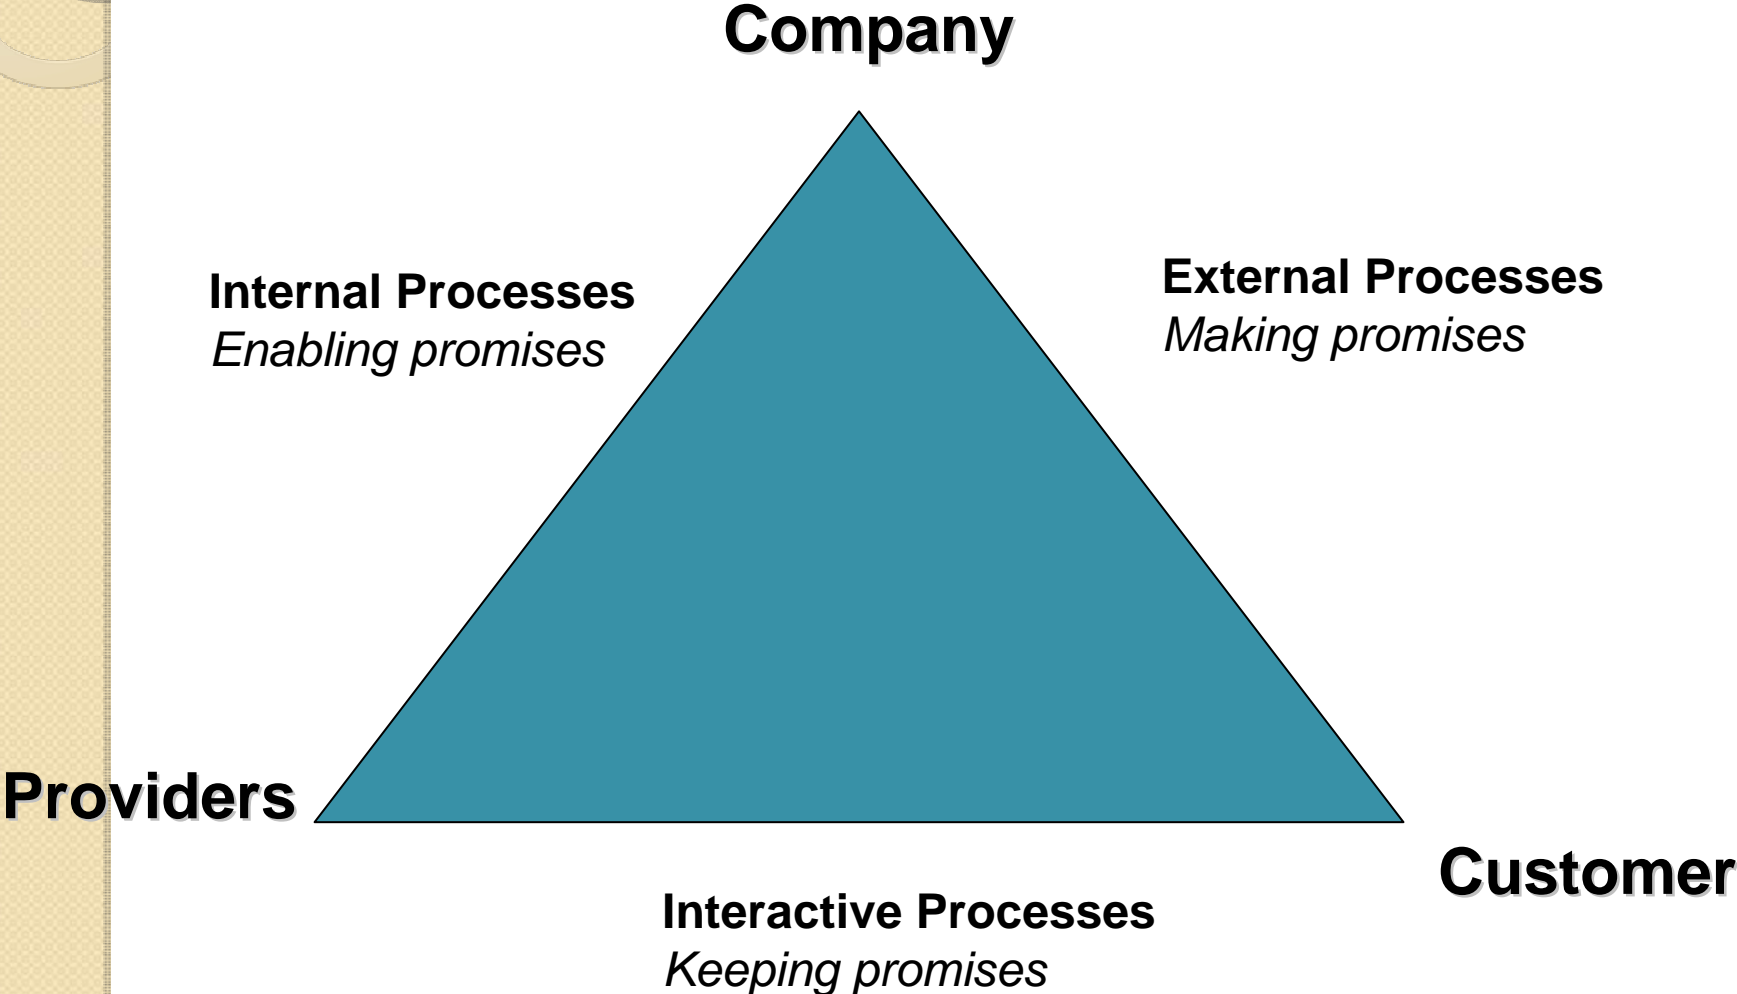 Company
Internal Processes
Enabling promises
External Processes
Making promises
Providers
Customer
Interactive Processes
Keeping promises